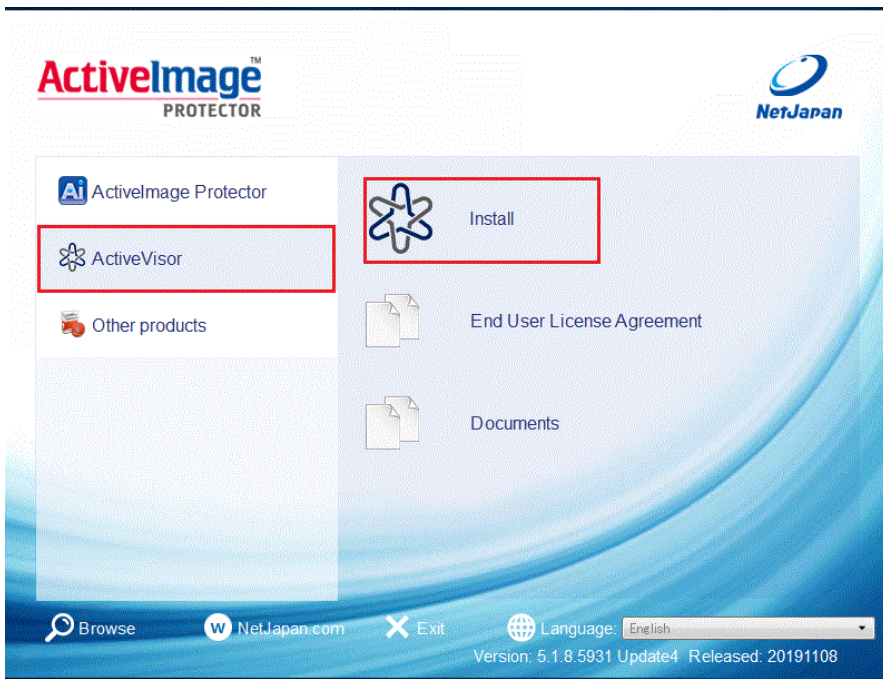 ActiveImage™
PROTECTOR
NetJapan
Ai ActiveImage Protector
ActiveVisor
Other products
Install
End User License Agreement
Documents
Browse
W NetJapan.com
Exit
Language: English
Version: 5.1.8.5931 Update4 Released: 20191108